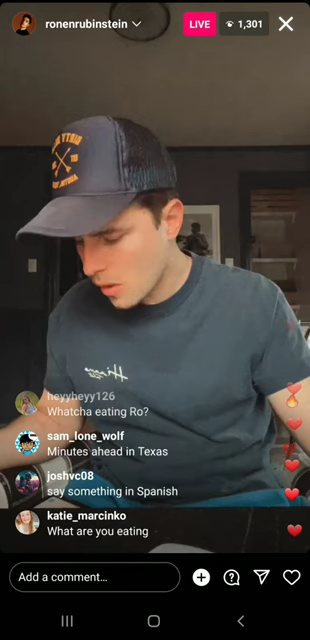 ronenrubinstein
LIVE
1,301
heyyheyy126
Whatcha eating Ro?
sam_lone_wolf
Minutes ahead in Texas
joshvc08
say something in Spanish
katie_marcinko
What are you eating
Add a comment...